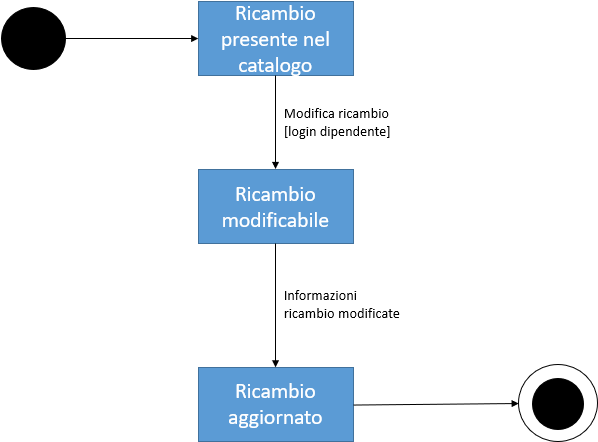 Ricambio
presente nel
catalogo
Modifica ricambio
[login dipendente]
Ricambio
modificabile
Informazioni
ricambio modificate
Ricambio
aggiornato